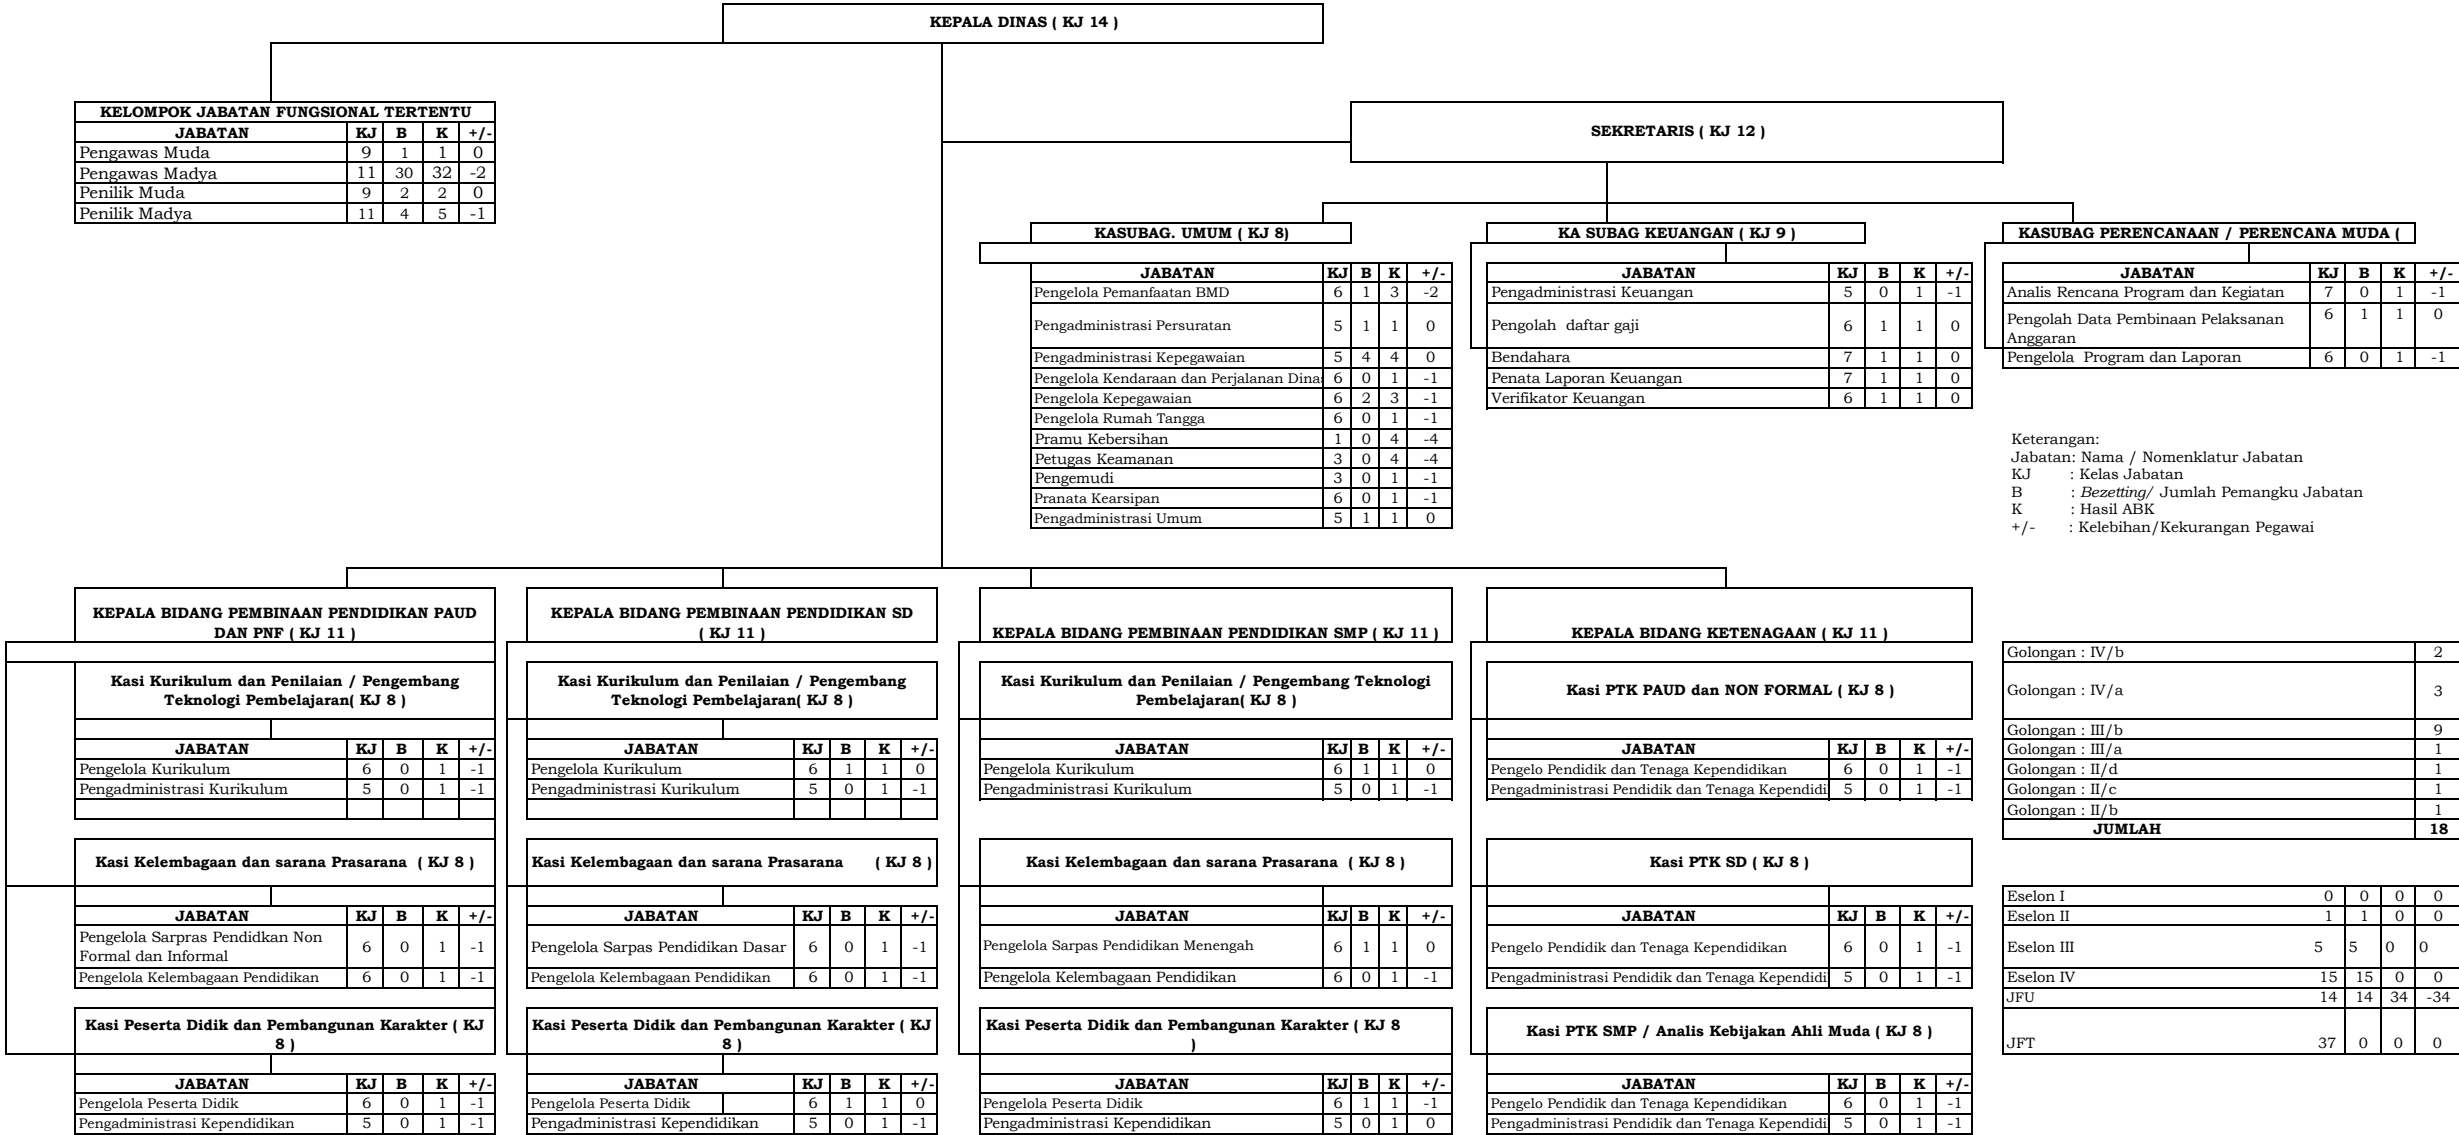 KEPALA DINAS ( KJ 14 )
KELOMPOK JABATAN FUNGSIONAL TERTENTU
JABATAN KJ B K +/-
Pengawas Muda 9 1 1 0
Pengawas Madya 11 30 32 -2
Penilik Muda 9 2 2 0
Penilik Madya 11 4 5 -1
SEKRETARIS ( KJ 12 )
KASUBAG. UMUM ( KJ 8)
JABATAN KJ B K +/-
Pengelola Pemanfaatan BMD 6 1 3 -2
Pengadministrasi Persuratan 5 1 1 0
Pengadministrasi Kepegawaian 5 4 4 0
Pengelola Kendaraan dan Perjalanan Dinas 6 0 1 -1
Pengelola Kepegawaian 6 2 3 -1
Pengelola Rumah Tangga 6 0 1 -1
Pramu Kebersihan 1 0 4 -4
Petugas Keamanan 3 0 4 -4
Pengemudi 3 0 1 -1
Pranata Kearsipan 6 0 1 -1
Pengadministrasi Umum 5 1 1 0
KA SUBAG KEUANGAN ( KJ 9 )
JABATAN KJ B K +/-
Pengadministrasi Keuangan 5 0 1 -1
Pengolah daftar gaji 6 1 1 0
Bendahara 7 1 1 0
Penata Laporan Keuangan 7 1 1 0
Verifikator Keuangan 6 1 1 0
KASUBAG PERENCANAAN / PERENCANA MUDA (
JABATAN KJ B K +/-
Analis Rencana Program dan Kegiatan 7 0 1 -1
Pengolah Data Pembinaan Pelaksanan
Anggaran 6 1 1 0
Pengelola Program dan Laporan 6 0 1 -1
Keterangan:
Jabatan: Nama / Nomenklatur Jabatan
KJ : Kelas Jabatan
B : Bezetting/ Jumlah Pemangku Jabatan
K : Hasil ABK
+/- : Kelebihan/Kekurangan Pegawai
KEPALA BIDANG PEMBINAAN PENDIDIKAN PAUD
DAN PNF ( KJ 11 )
Kasi Kurikulum dan Penilaian / Pengembang
Teknologi Pembelajaran( KJ 8 )
JABATAN KJ B K +/-
Pengelola Kurikulum 6 0 1 -1
Pengadministrasi Kurikulum 5 0 1 -1
Kasi Kelembagaan dan sarana Prasarana ( KJ 8 )
JABATAN KJ B K +/-
Pengelola Sarpras Pendidkan Non
Formal dan Informal 6 0 1 -1
Pengelola Kelembagaan Pendidikan 6 0 1 -1
Kasi Peserta Didik dan Pembangunan Karakter ( KJ
8 )
JABATAN KJ B K +/-
Pengelola Peserta Didik 6 0 1 -1
Pengadministrasi Kependidikan 5 0 1 -1
KEPALA BIDANG PEMBINAAN PENDIDIKAN SD
( KJ 11 )
Kasi Kurikulum dan Penilaian / Pengembang
Teknologi Pembelajaran( KJ 8 )
JABATAN KJ B K +/-
Pengelola Kurikulum 6 1 1 0
Pengadministrasi Kurikulum 5 0 1 -1
Kasi Kelembagaan dan sarana Prasarana ( KJ 8 )
JABATAN KJ B K +/-
Pengelola Sarpas Pendidikan Dasar 6 0 1 -1
Pengelola Kelembagaan Pendidikan 6 0 1 -1
Kasi Peserta Didik dan Pembangunan Karakter ( KJ
8 )
JABATAN KJ B K +/-
Pengelola Peserta Didik 6 1 1 0
Pengadministrasi Kependidikan 5 0 1 -1
KEPALA BIDANG PEMBINAAN PENDIDIKAN SMP ( KJ 11 )
Kasi Kurikulum dan Penilaian / Pengembang Teknologi
Pembelajaran( KJ 8 )
JABATAN KJ B K +/-
Pengelola Kurikulum 6 1 1 0
Pengadministrasi Kurikulum 5 0 1 -1
Kasi Kelembagaan dan sarana Prasarana ( KJ 8 )
JABATAN KJ B K +/-
Pengelola Sarpas Pendidikan Menengah 6 1 1 0
Pengelola Kelembagaan Pendidikan 6 0 1 -1
Kasi Peserta Didik dan Pembangunan Karakter ( KJ 8
)
JABATAN KJ B K +/-
Pengelola Peserta Didik 6 1 1 -1
Pengadministrasi Kependidikan 5 0 1 0
KEPALA BIDANG KETENAGAAN ( KJ 11 )
Kasi PTK PAUD dan NON FORMAL ( KJ 8 )
JABATAN KJ B K +/-
Pengelo Pendidik dan Tenaga Kependidikan 6 0 1 -1
Pengadministrasi Pendidik dan Tenaga Kependidi 5 0 1 -1
Kasi PTK SD ( KJ 8 )
JABATAN KJ B K +/-
Pengelo Pendidik dan Tenaga Kependidikan 6 0 1 -1
Pengadministrasi Pendidik dan Tenaga Kependidi 5 0 1 -1
Kasi PTK SMP / Analis Kebijakan Ahli Muda ( KJ 8 )
JABATAN KJ B K +/-
Pengelo Pendidik dan Tenaga Kependidikan 6 0 1 -1
Pengadministrasi Pendidik dan Tenaga Kependidi 5 0 1 -1
Golongan : IV/b 2
Golongan : IV/a 3
Golongan : III/b 9
Golongan : III/a 1
Golongan : II/d 1
Golongan : II/c 1
Golongan : II/b 1
JUMLAH 18
Eselon I 0 0 0 0
Eselon II 1 1 0 0
Eselon III 5 5 0 0
Eselon IV 15 15 0 0
JFU 14 14 34 -34
JFT 37 0 0 0